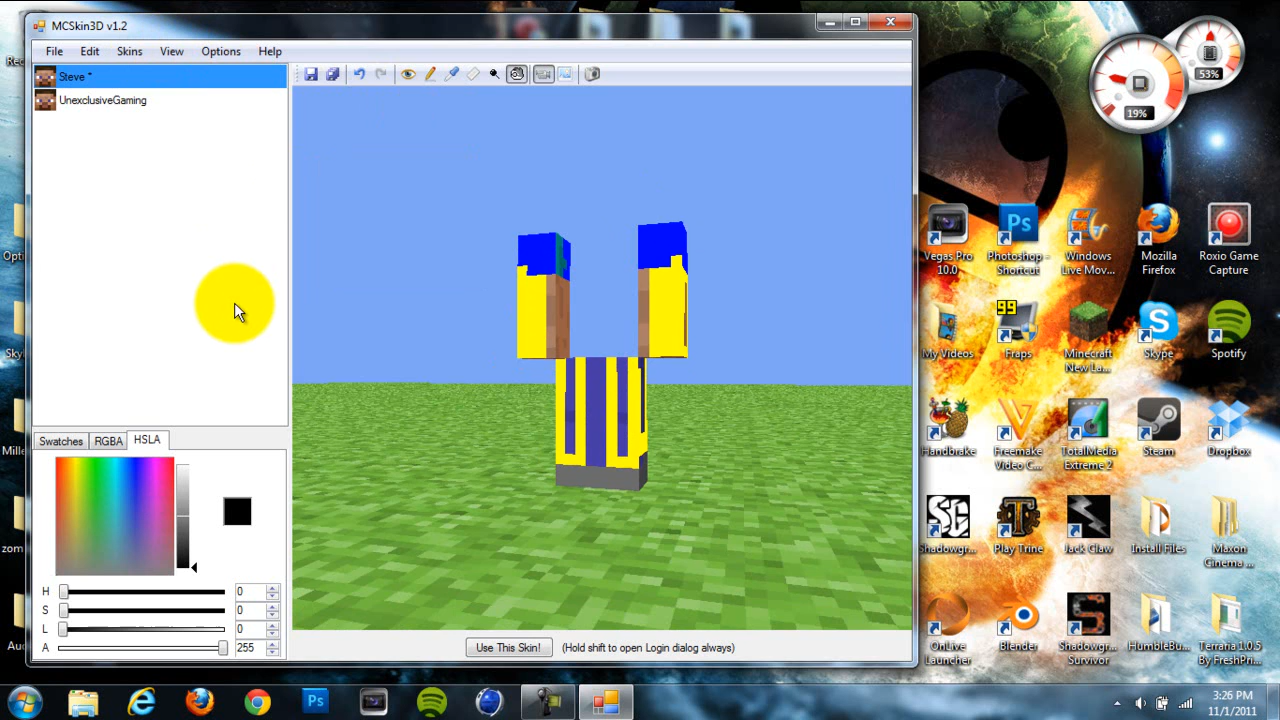 MCSkin3D v1.2
File Edit Skins View Options Help
Steve *
UnexclusiveGaming
Swatches RGBA HSLA
H 0
S 0
L 0
A 255
Use This Skin! (Hold shift to open Login dialog always)
53%
19%
Vegas Pro 10.0
Photoshop - Shortcut
Windows Live Mov...
Mozilla Firefox
Roxio Game Capture
My Videos
99
Fraps
Minecraft New La...
Skype
Spotify
Handbrake
Freemake Video C...
TotalMedia Extreme 2
Steam
Dropbox
Shadowgr...
Play Trine
Jack Claw
Install Files
Maxon Cinema ...
OnLive Launcher
Blender
Shadowgr... Survivor
HumbleBu...
Terraria 1.0.5 By FreshPri...
Ps
3:26 PM
11/1/2011